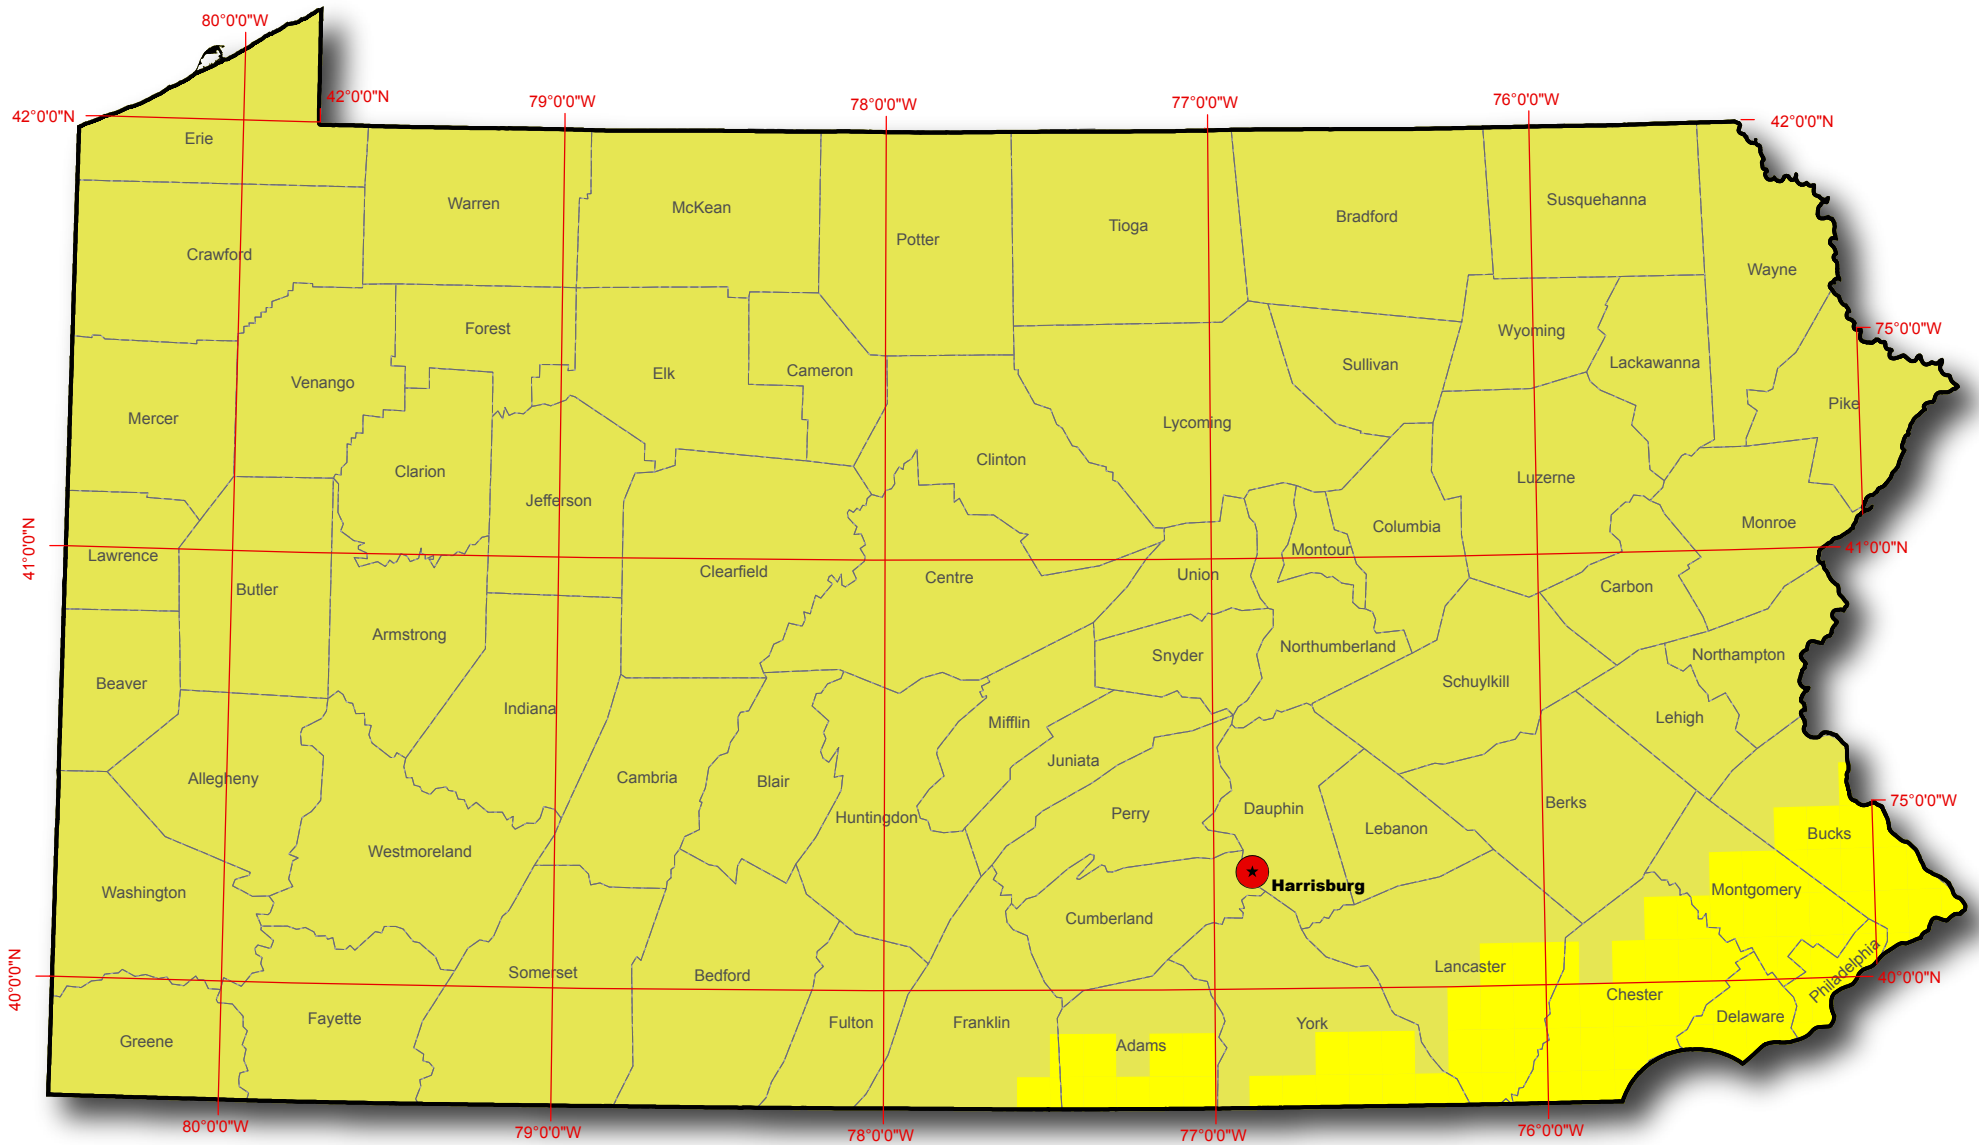 80°0'0"W
42°0'0"N
42°0'0"N
79°0'0"W
78°0'0"W
77°0'0"W
76°0'0"W
42°0'0"N
Erie
Warren
McKean
Potter
Tioga
Bradford
Susquehanna
Crawford
Wayne
Forest
Wyoming
75°0'0"W
Venango
Elk
Cameron
Sullivan
Lackawanna
Mercer
Lycoming
Pike
Clarion
Clinton
Luzerne
Jefferson
Columbia
Monroe
41°0'0"N
Lawrence
Montour
41°0'0"N
Butler
Clearfield
Centre
Union
Carbon
Armstrong
Northumberland
Snyder
Northampton
Beaver
Indiana
Mifflin
Schuylkill
Lehigh
Allegheny
Cambria
Blair
Juniata
Huntingdon
Perry
Dauphin
Berks
75°0'0"W
Lebanon
Bucks
Westmoreland
Washington
Harrisburg
Montgomery
Cumberland
40°0'0"N
Somerset
Bedford
Lancaster
Philadelphia
40°0'0"N
Chester
Fayette
Fulton
Franklin
York
Delaware
Greene
Adams
80°0'0"W
79°0'0"W
78°0'0"W
77°0'0"W
76°0'0"W